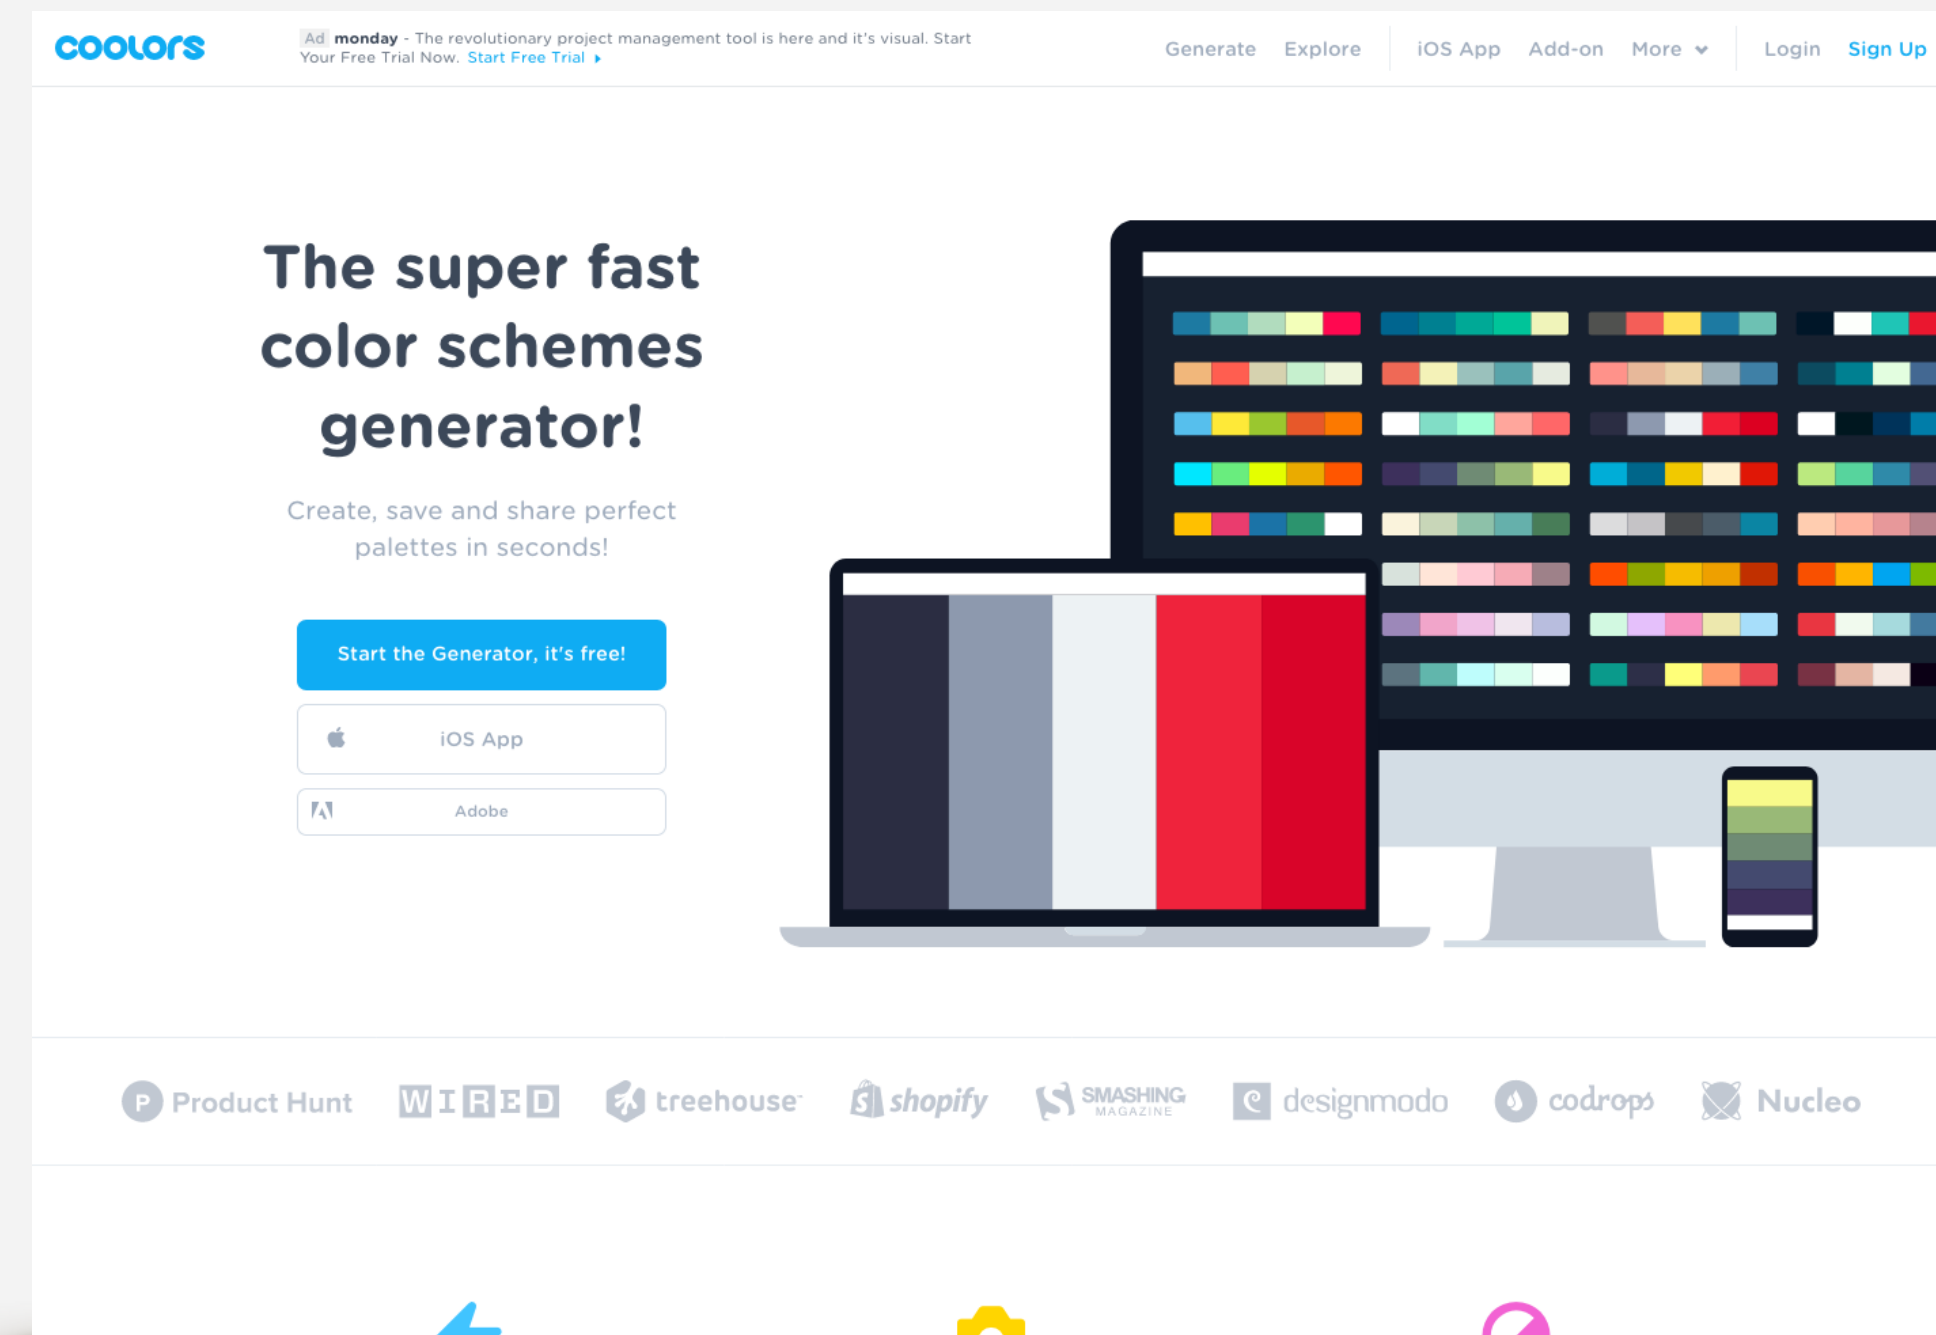 coolors
Ad monday - The revolutionary project management tool is here and it's visual. Start
Your Free Trial Now. Start Free Trial
Generate Explore iOS App Add-on More Login Sign Up
The super fast
color schemes
generator!
Create, save and share perfect
palettes in seconds!
Start the Generator, it's free!
iOS App
Adobe
P Product Hunt WIRED treehouse shopify SMASHING MAGAZINE designmodo codrops Nucleo